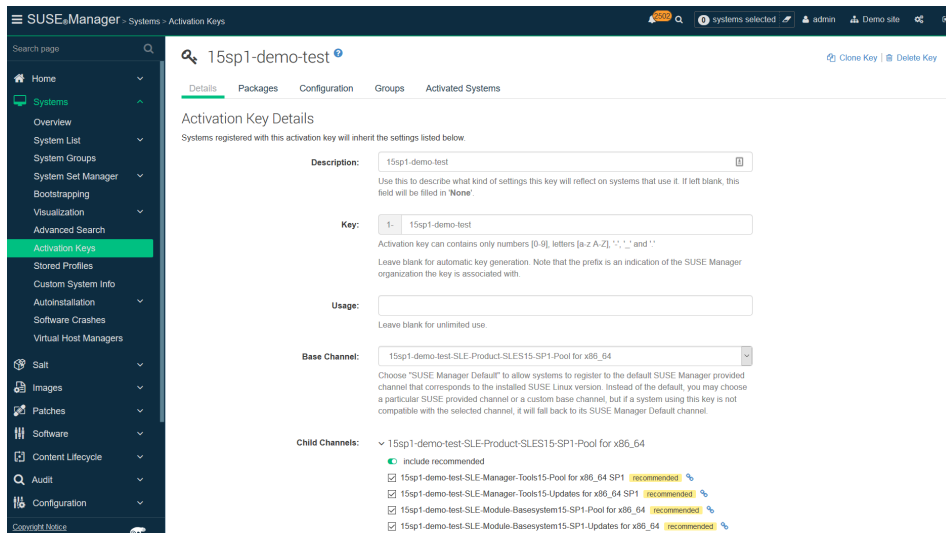 SUSE®Manager > Systems > Activation Keys
2502
0 systems selected
admin
Demo site
Search page
Home
Systems
Overview
System List
System Groups
System Set Manager
Bootstrapping
Visualization
Advanced Search
Activation Keys
Stored Profiles
Custom System Info
Autoinstallation
Software Crashes
Virtual Host Managers
Salt
Images
Patches
Software
Content Lifecycle
Audit
Configuration
Copyright Notice
15sp1-demo-test ?
Clone Key | Delete Key
Details Packages Configuration Groups Activated Systems
Activation Key Details
Systems registered with this activation key will inherit the settings listed below.
Description: 15sp1-demo-test
Use this to describe what kind of settings this key will reflect on systems that use it. If left blank, this
field will be filled in 'None'.
Key: 1- 15sp1-demo-test
Activation key can contains only numbers [0-9], letters [a-z A-Z], '-', '_' and '.'
Leave blank for automatic key generation. Note that the prefix is an indication of the SUSE Manager
organization the key is associated with.
Usage:
Leave blank for unlimited use.
Base Channel: 15sp1-demo-test-SLE-Product-SLES15-SP1-Pool for x86_64
Choose "SUSE Manager Default" to allow systems to register to the default SUSE Manager provided
channel that corresponds to the installed SUSE Linux version. Instead of the default, you may choose
a particular SUSE provided channel or a custom base channel, but if a system using this key is not
compatible with the selected channel, it will fall back to its SUSE Manager Default channel.
Child Channels: 15sp1-demo-test-SLE-Product-SLES15-SP1-Pool for x86_64
include recommended
15sp1-demo-test-SLE-Manager-Tools15-Pool for x86_64 SP1 recommended
15sp1-demo-test-SLE-Manager-Tools15-Updates for x86_64 SP1 recommended
15sp1-demo-test-SLE-Module-Basesystem15-SP1-Pool for x86_64 recommended
15sp1-demo-test-SLE-Module-Basesystem15-SP1-Updates for x86_64 recommended